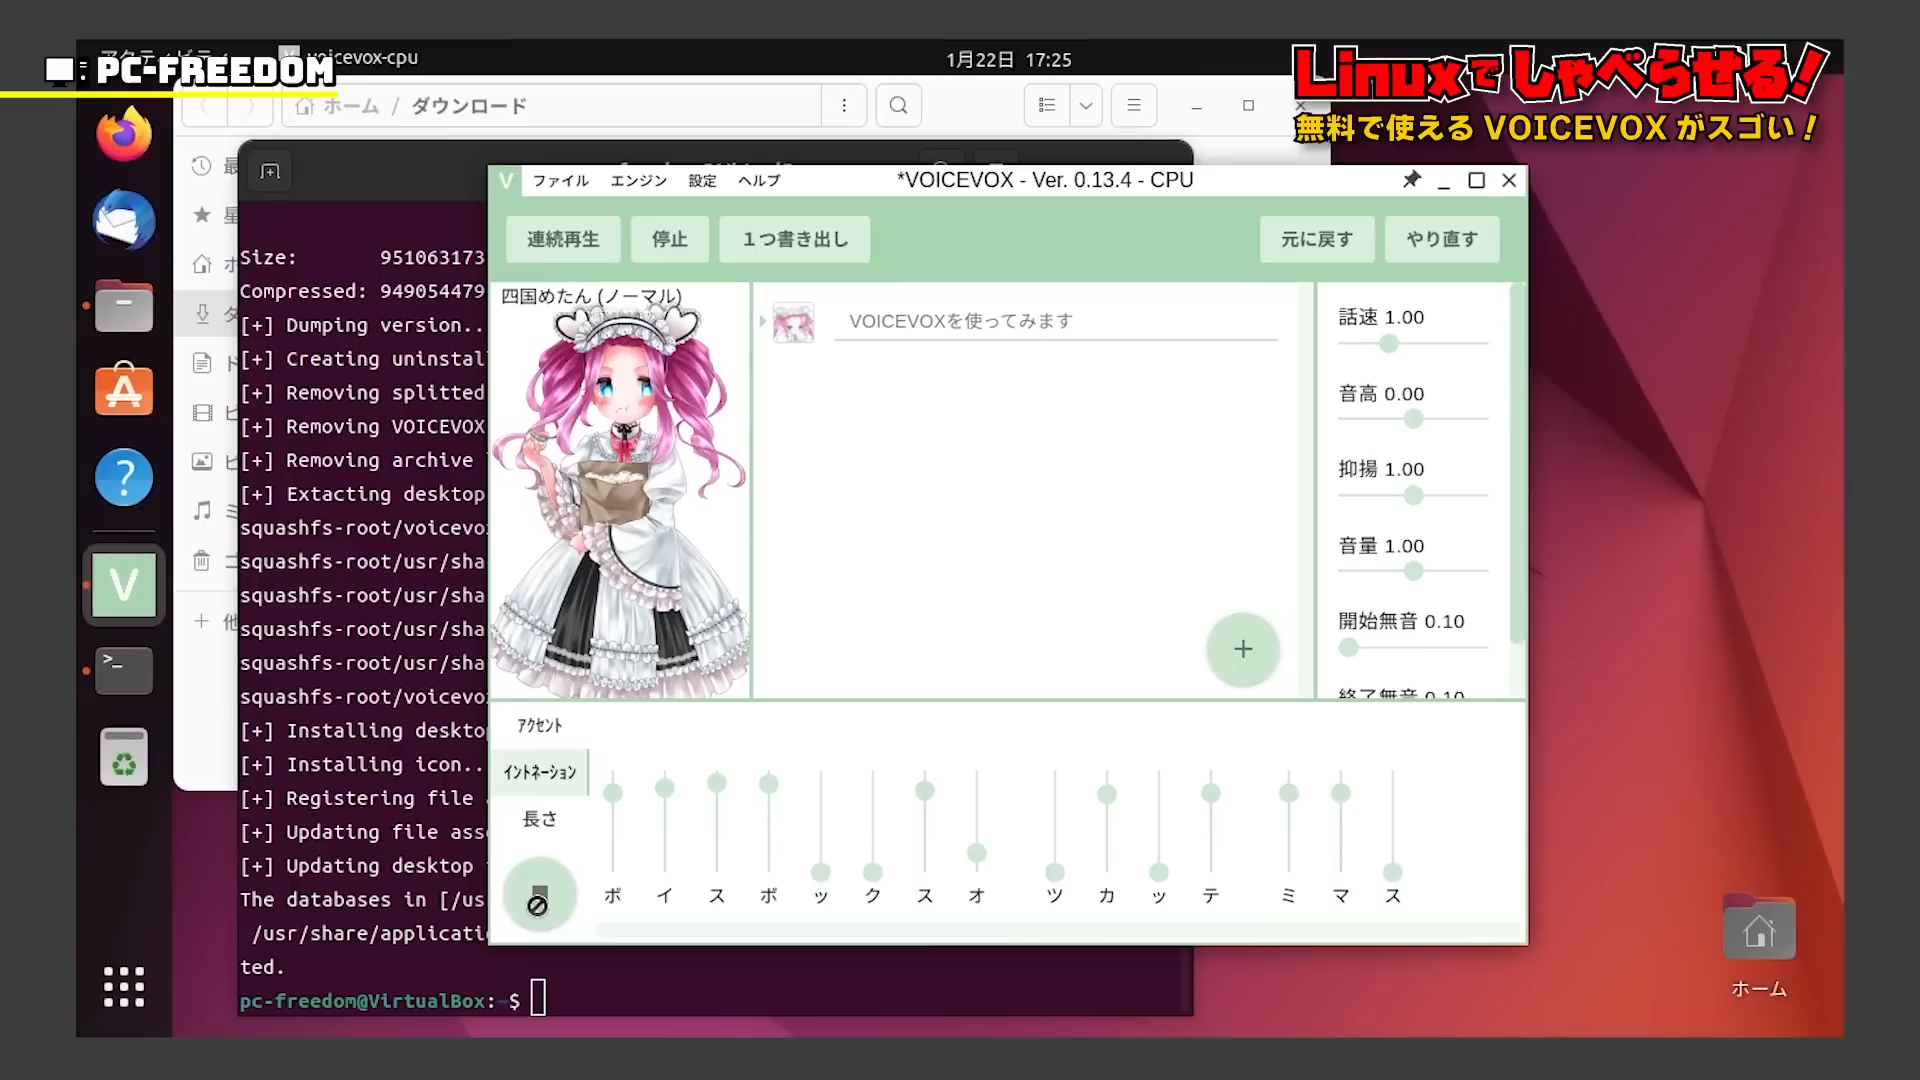 PC-FREEDOM
voicevox-cpu
1月22日 17:25
Linuxでしゃべらせる!
無料で使える VOICEVOX がスゴい!
ホーム / ダウンロード
ファイル エンジン 設定 ヘルプ
*VOICEVOX - Ver. 0.13.4 - CPU
連続再生 停止 1つ書き出し
元に戻す やり直す
四国めたん (ノーマル)
VOICEVOXを使ってみます
話速 1.00
音高 0.00
抑揚 1.00
音量 1.00
開始無音 0.10
終了無音 0.10
アクセント
イントネーション
長さ
ボ イ ス ボ ッ ク ス オ ツ カ ッ テ ミ マ ス
Size: 951063173
Compressed: 949054479
[+] Dumping version..
[+] Creating uninstal
[+] Removing splitted
[+] Removing VOICEVOX
[+] Removing archive
[+] Extacting desktop
squashfs-root/voicevo
squashfs-root/usr/sha
squashfs-root/usr/sha
squashfs-root/usr/sha
squashfs-root/usr/sha
squashfs-root/voicevo
[+] Installing deskto
[+] Installing icon..
[+] Registering file
[+] Updating file ass
[+] Updating desktop
The databases in [/us
/usr/share/applicati
ted.
pc-freedom@VirtualBox:~$
ホーム